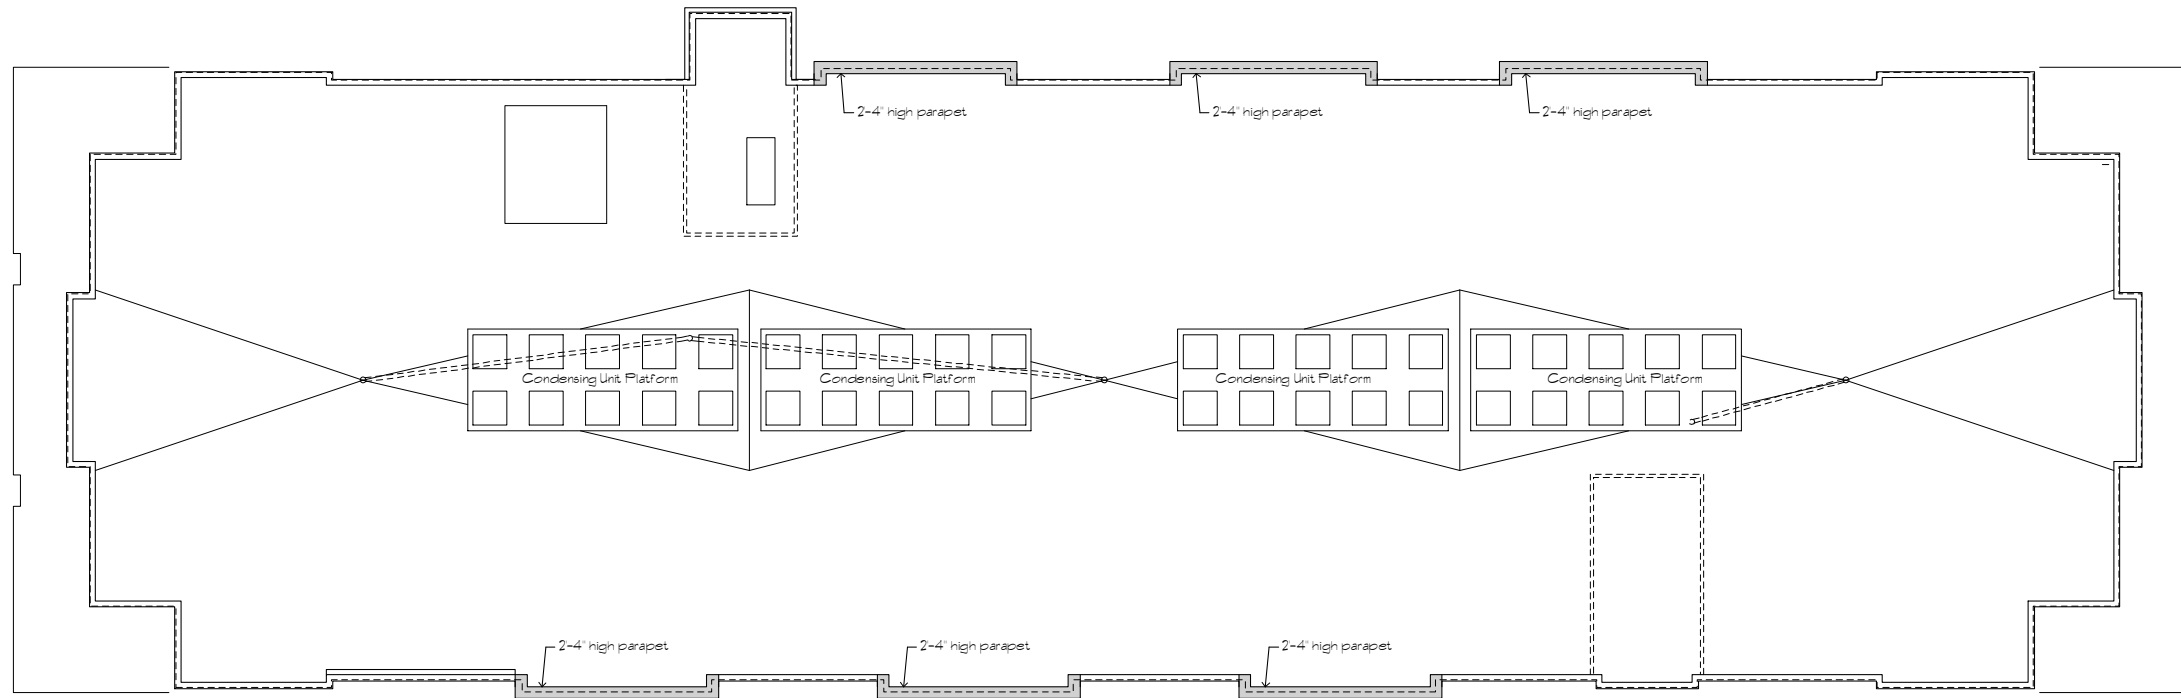 2'-4" high parapet
2'-4" high parapet
2'-4" high parapet
Condensing Unit Platform
Condensing Unit Platform
Condensing Unit Platform
Condensing Unit Platform
2'-4" high parapet
2'-4" high parapet
2'-4" high parapet